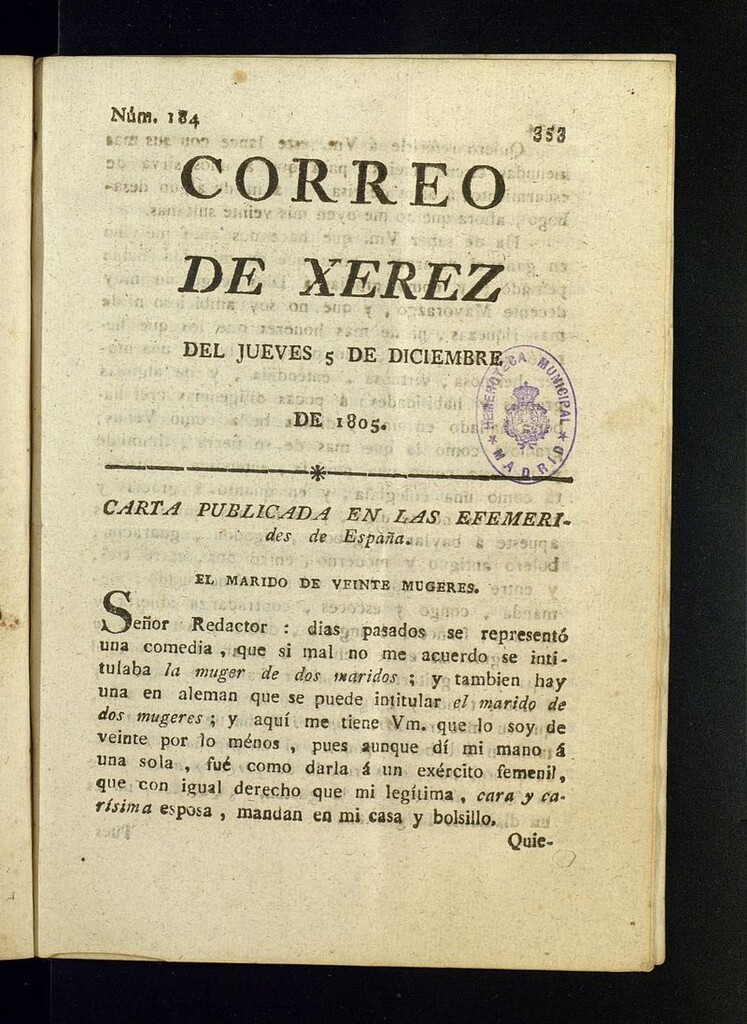 Núm. 184
353
CORREO
DE XEREZ
DEL JUEVES 5 DE DICIEMBRE
DE 1805.
HEMEROTECA MUNICIPAL
★ MADRID ★
CARTA PUBLICADA EN LAS EFEMERI-
des de España.
EL MARIDO DE VEINTE MUGERES.
Señor Redactor : dias pasados se representó
una comedia , que si mal no me acuerdo se inti-
tulaba la muger de dos maridos ; y tambien hay
una en aleman que se puede intitular el marido de
dos mugeres ; y aquí me tiene Vm. que lo soy de
veinte por lo ménos , pues aunque dí mi mano á
una sola , fué como darla á un exército femenil,
que con igual derecho que mi legítima , cara y ca-
rísima esposa , mandan en mi casa y bolsillo.
Quie-